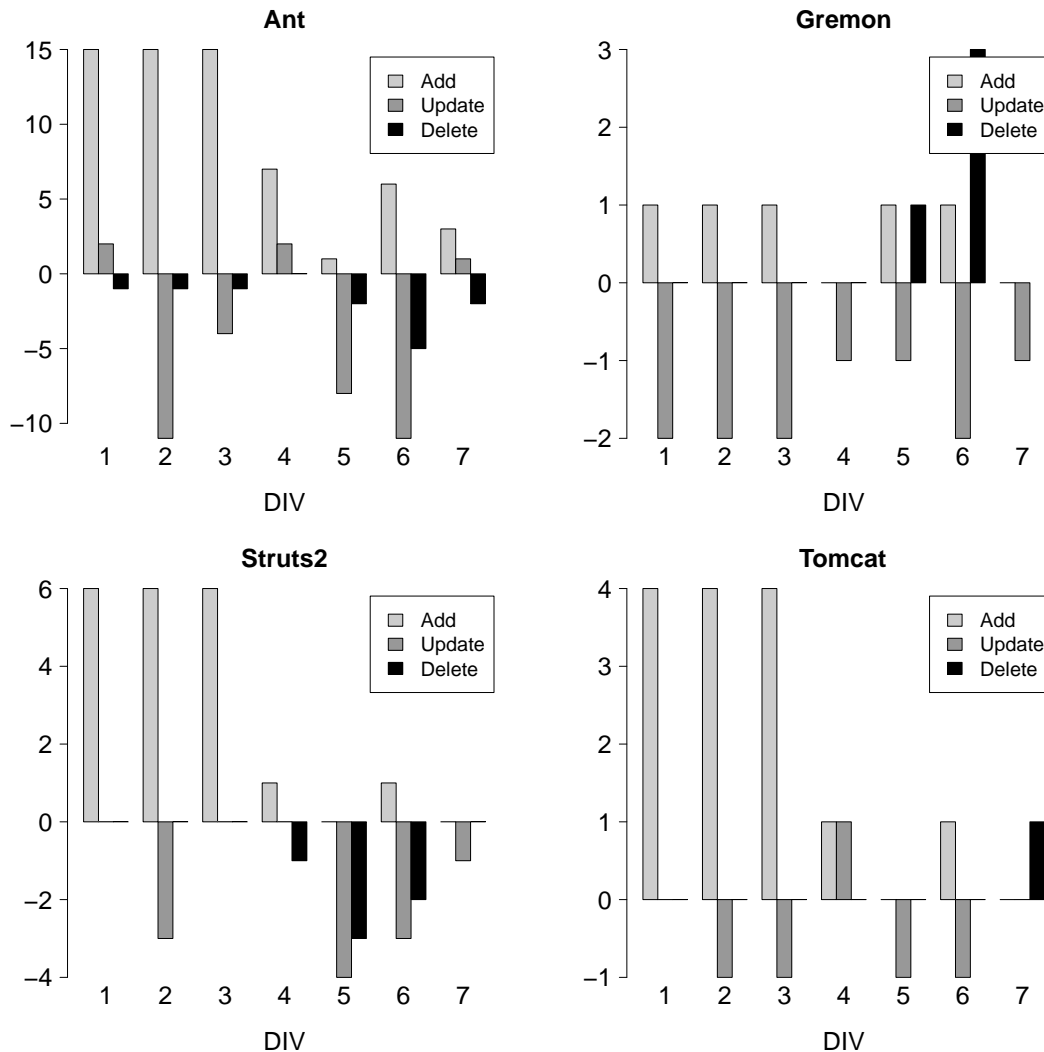 Ant
15
10
5
0
−5
−10
Add
Update
Delete
1 2 3 4 5 6 7
DIV
Gremon
3
2
1
0
−1
−2
Add
Update
Delete
1 2 3 4 5 6 7
DIV
Struts2
6
4
2
0
−2
−4
Add
Update
Delete
1 2 3 4 5 6 7
DIV
Tomcat
4
3
2
1
0
−1
Add
Update
Delete
1 2 3 4 5 6 7
DIV